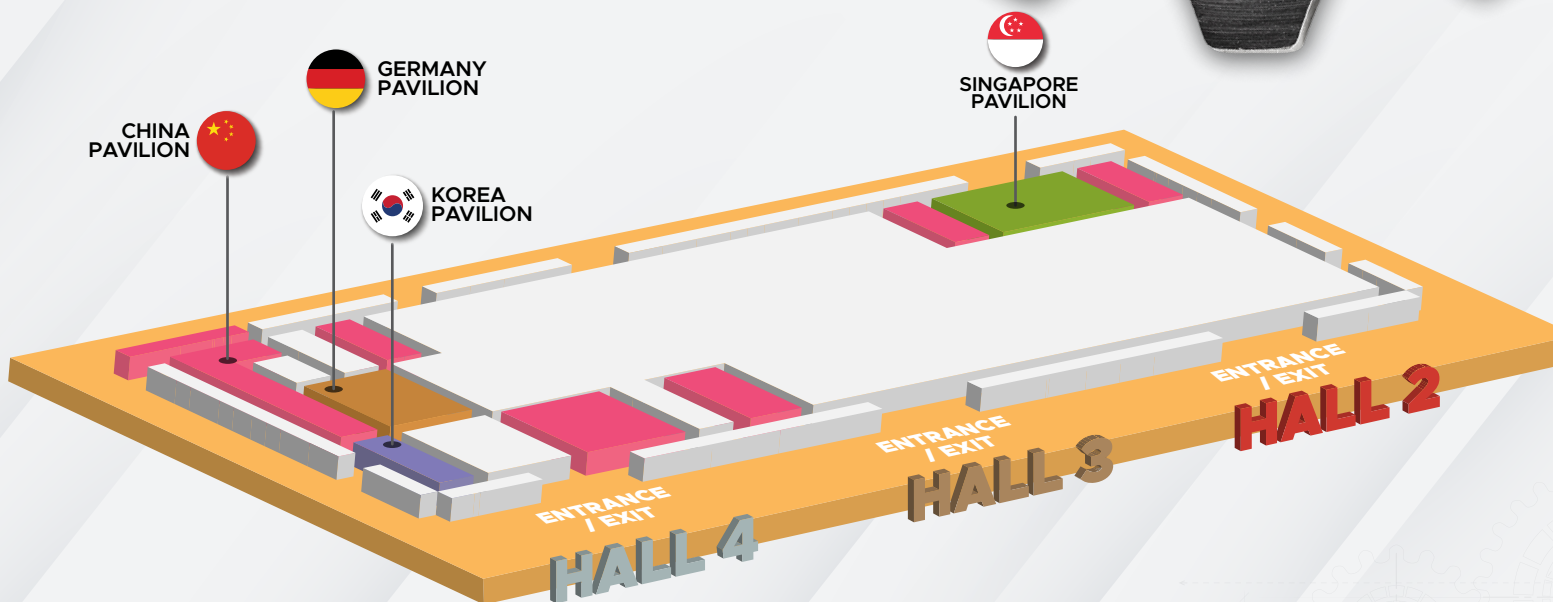 GERMANY
PAVILION
CHINA
PAVILION
KOREA
PAVILION
SINGAPORE
PAVILION
ENTRANCE
/ EXIT
HALL 2
ENTRANCE
/ EXIT
HALL 3
ENTRANCE
/ EXIT
HALL 4